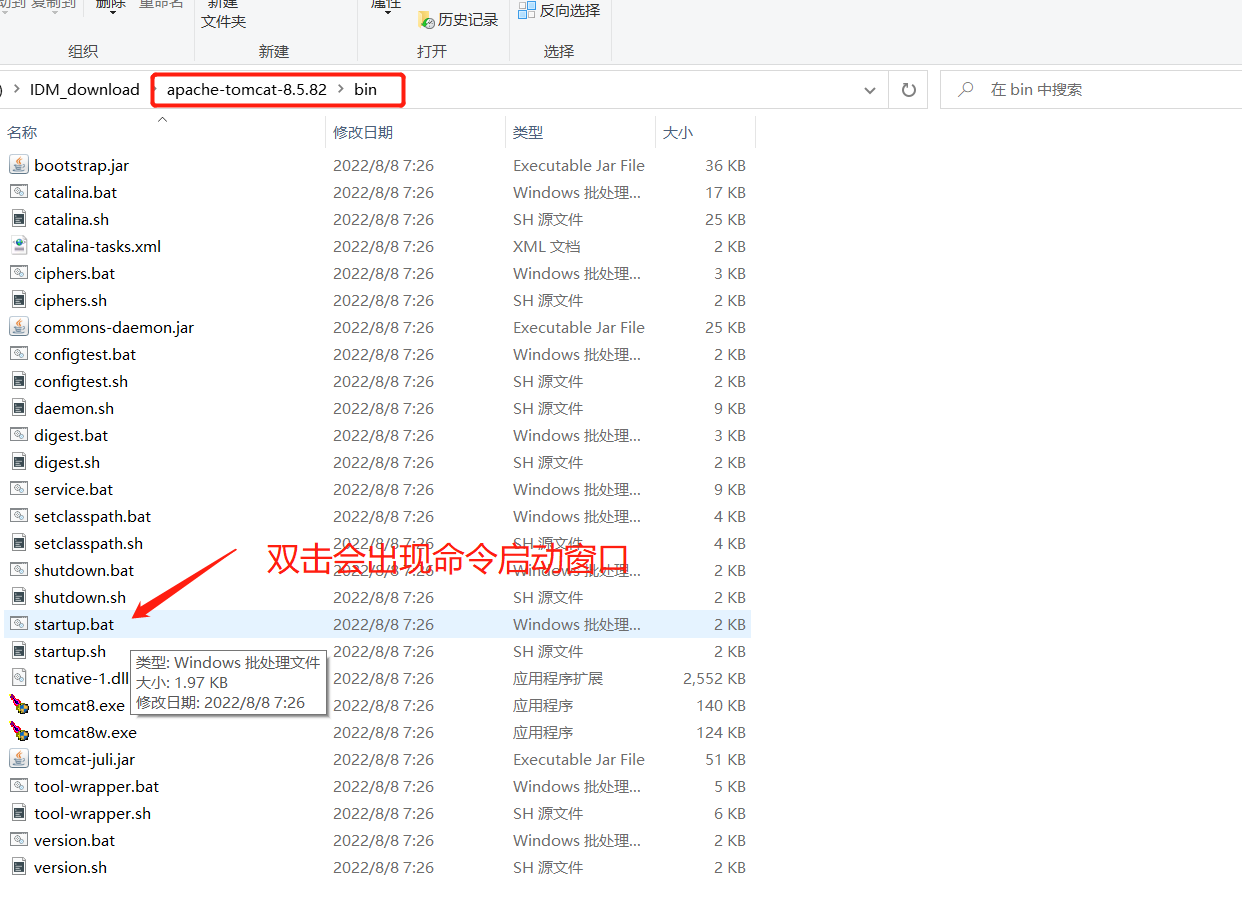 动到 复制到 删除 重命名 新建 属性 反向选择
文件夹 历史记录
组织 新建 打开 选择
IDM_download apache-tomcat-8.5.82 bin 在 bin 中搜索
名称 修改日期 类型 大小
bootstrap.jar 2022/8/8 7:26 Executable Jar File 36 KB
catalina.bat 2022/8/8 7:26 Windows 批处理... 17 KB
catalina.sh 2022/8/8 7:26 SH 源文件 25 KB
catalina-tasks.xml 2022/8/8 7:26 XML 文档 2 KB
ciphers.bat 2022/8/8 7:26 Windows 批处理... 3 KB
ciphers.sh 2022/8/8 7:26 SH 源文件 2 KB
commons-daemon.jar 2022/8/8 7:26 Executable Jar File 25 KB
configtest.bat 2022/8/8 7:26 Windows 批处理... 2 KB
configtest.sh 2022/8/8 7:26 SH 源文件 2 KB
daemon.sh 2022/8/8 7:26 SH 源文件 9 KB
digest.bat 2022/8/8 7:26 Windows 批处理... 3 KB
digest.sh 2022/8/8 7:26 SH 源文件 2 KB
service.bat 2022/8/8 7:26 Windows 批处理... 9 KB
setclasspath.bat 2022/8/8 7:26 Windows 批处理... 4 KB
setclasspath.sh 2022/8/8 7:26 SH 源文件 4 KB
双击会出现命令启动窗口
shutdown.bat 2022/8/8 7:26 Windows 批处理... 2 KB
shutdown.sh 2022/8/8 7:26 SH 源文件 2 KB
startup.bat 2022/8/8 7:26 Windows 批处理... 2 KB
startup.sh 2022/8/8 7:26 SH 源文件 2 KB
类型: Windows 批处理文件
大小: 1.97 KB
修改日期: 2022/8/8 7:26
tcnative-1.dll 2022/8/8 7:26 应用程序扩展 2,552 KB
tomcat8.exe 2022/8/8 7:26 应用程序 140 KB
tomcat8w.exe 2022/8/8 7:26 应用程序 124 KB
tomcat-juli.jar 2022/8/8 7:26 Executable Jar File 51 KB
tool-wrapper.bat 2022/8/8 7:26 Windows 批处理... 5 KB
tool-wrapper.sh 2022/8/8 7:26 SH 源文件 6 KB
version.bat 2022/8/8 7:26 Windows 批处理... 2 KB
version.sh 2022/8/8 7:26 SH 源文件 2 KB